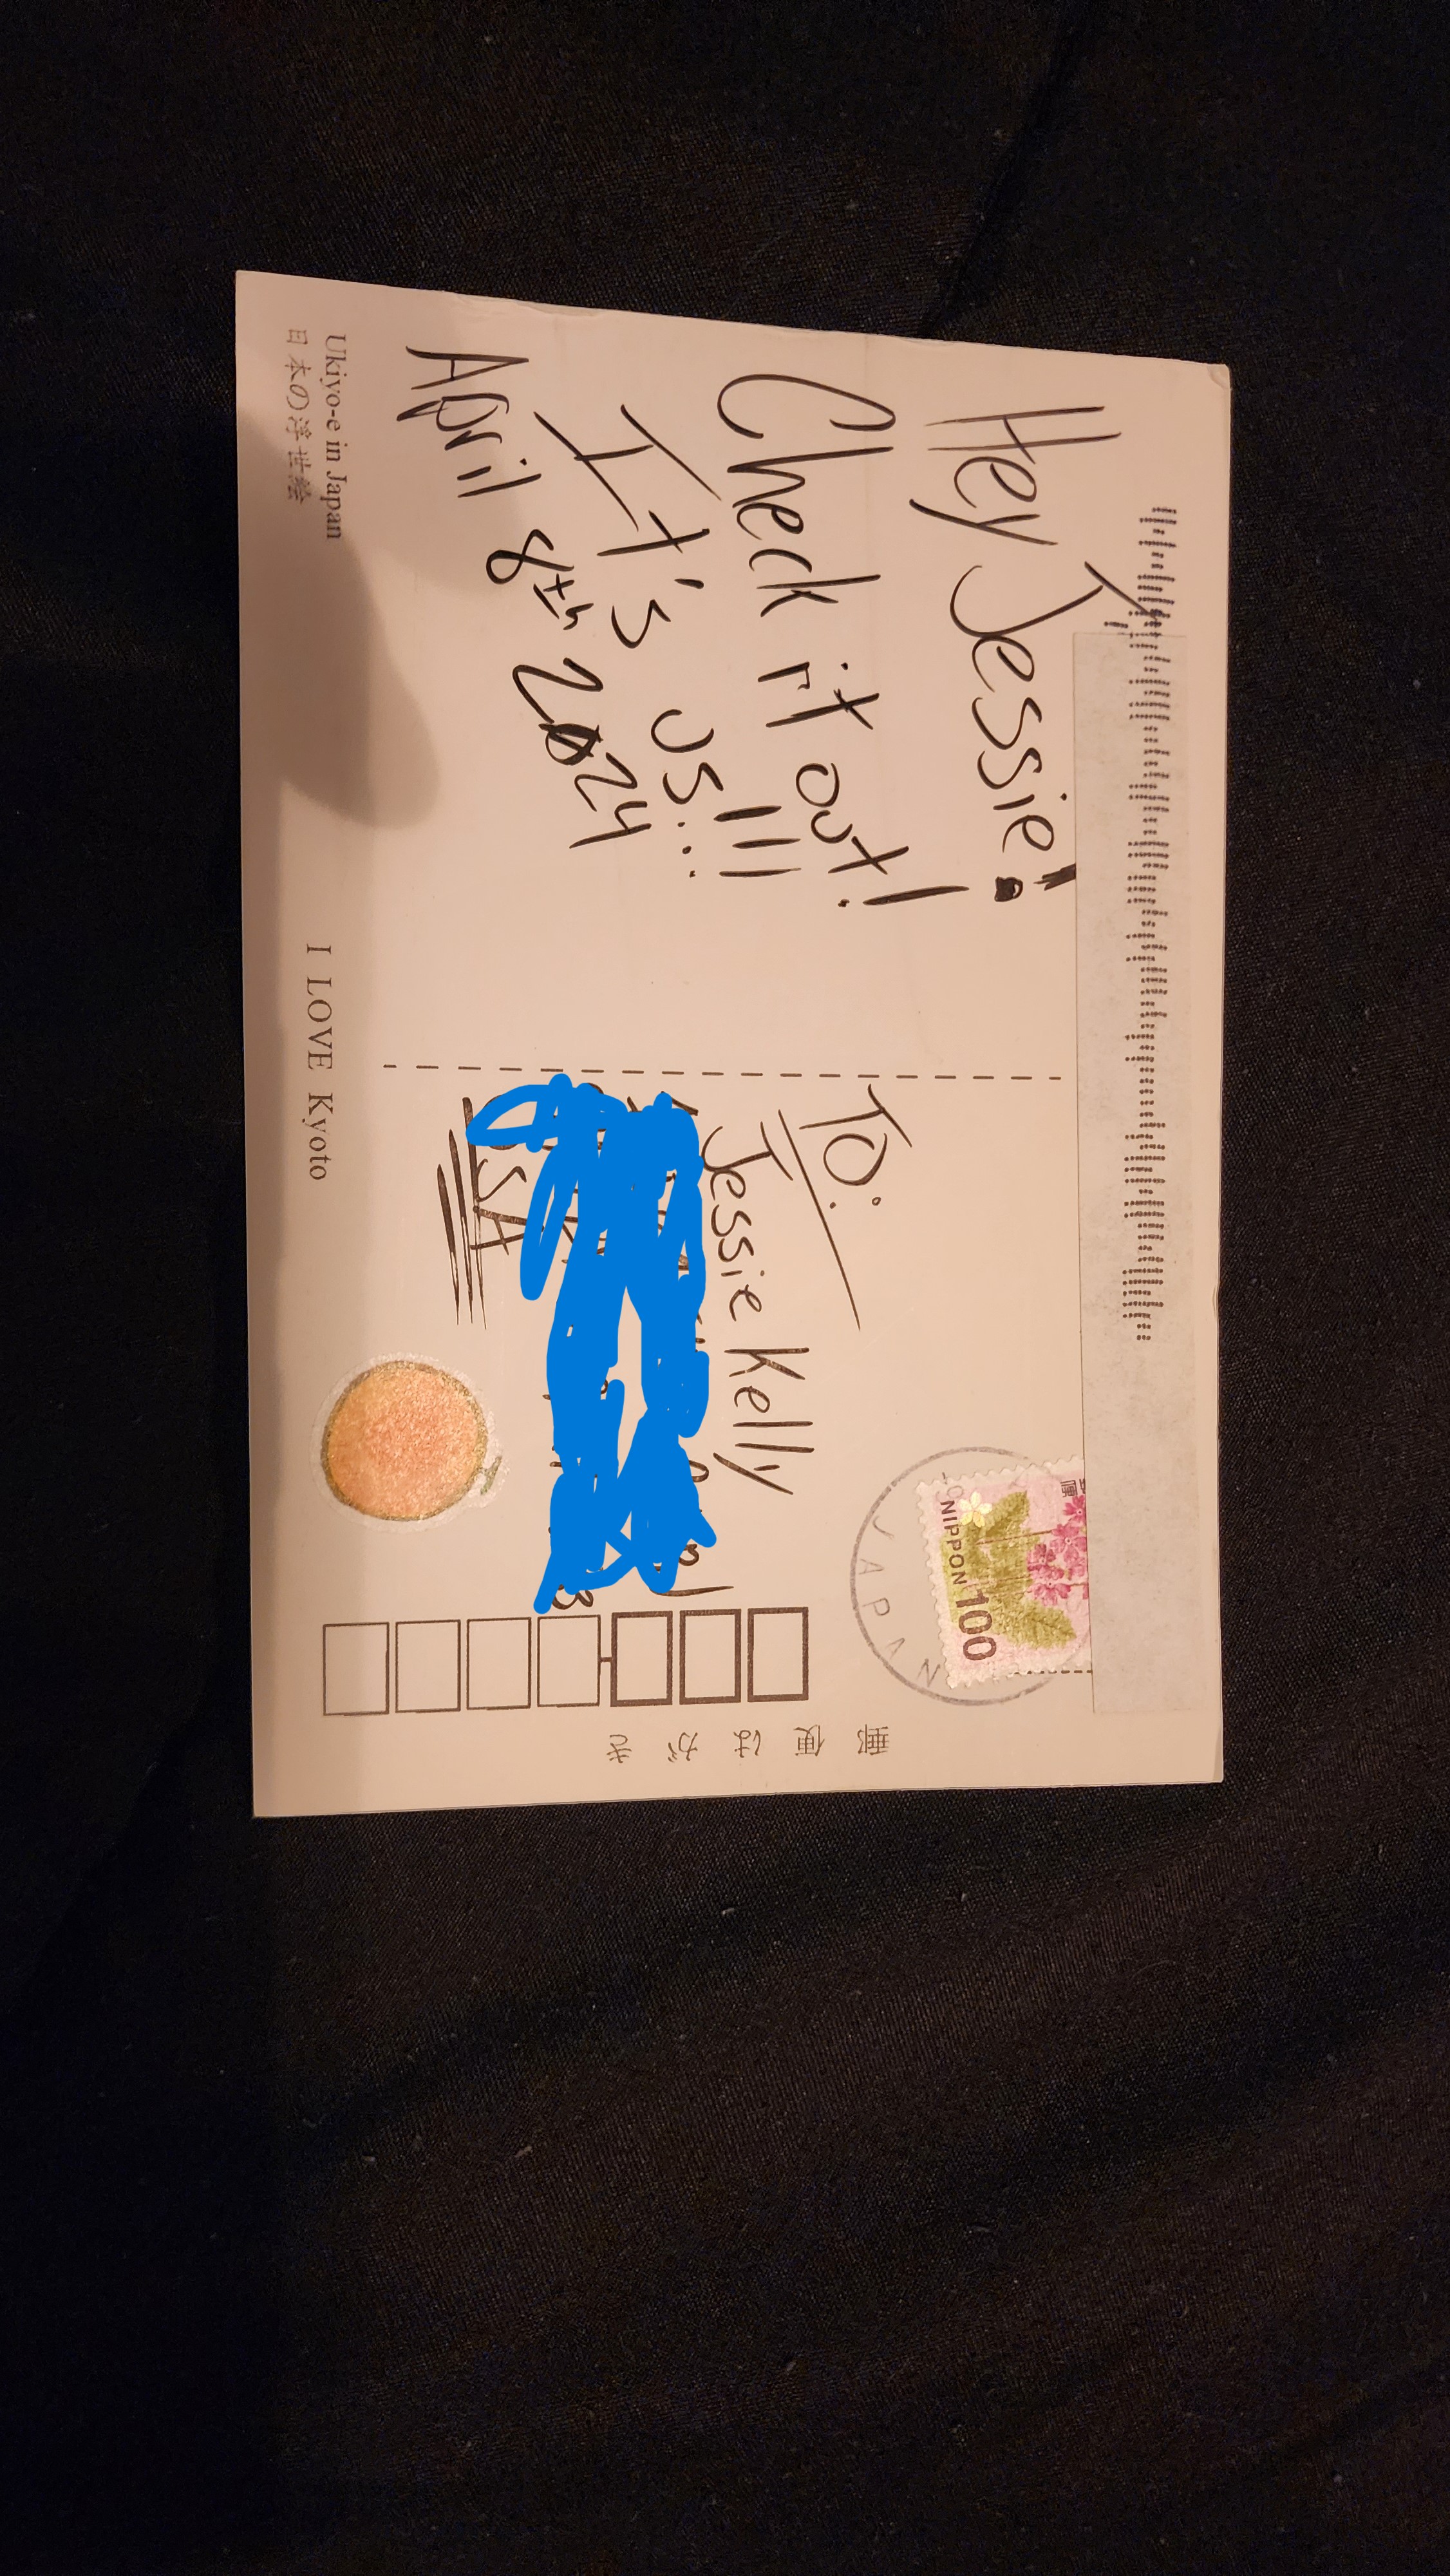 Hey Jessie!
Check it out!
It's US!!!
April 8th 2024
Ukiyo-e in Japan
日本の浮世絵
I LOVE Kyoto
To:
Jessie Kelly
USA
NIPPON 100
JAPAN
郵便はがき